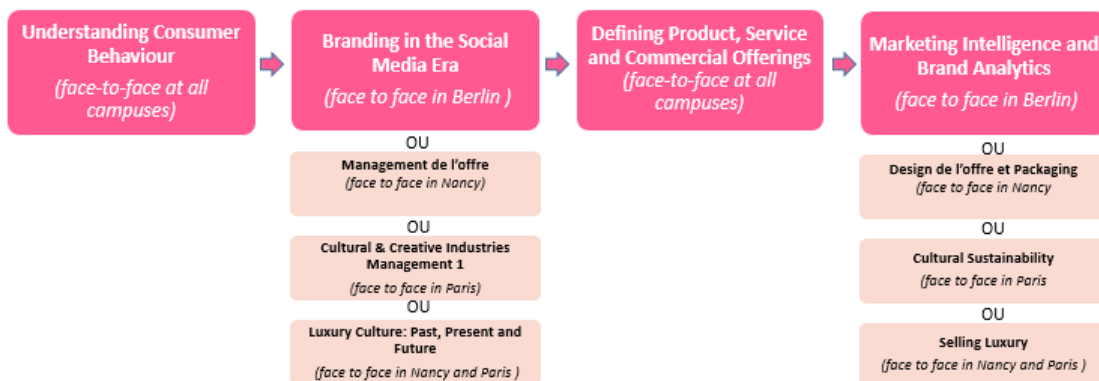 Understanding Consumer
Behaviour
(face-to-face at all
campuses)
Branding in the Social
Media Era
(face to face in Berlin )
OU
Management de l'offre
(face to face in Nancy)
OU
Cultural & Creative Industries
Management 1
(face to face in Paris)
OU
Luxury Culture: Past, Present and
Future
(face to face in Nancy and Paris )
Defining Product, Service
and Commercial Offerings
(face-to-face at all
campuses)
Marketing Intelligence and
Brand Analytics
(face to face in Berlin)
OU
Design de l'offre et Packaging
(face to face in Nancy
OU
Cultural Sustainability
(face to face in Paris
OU
Selling Luxury
(face to face in Nancy and Paris )